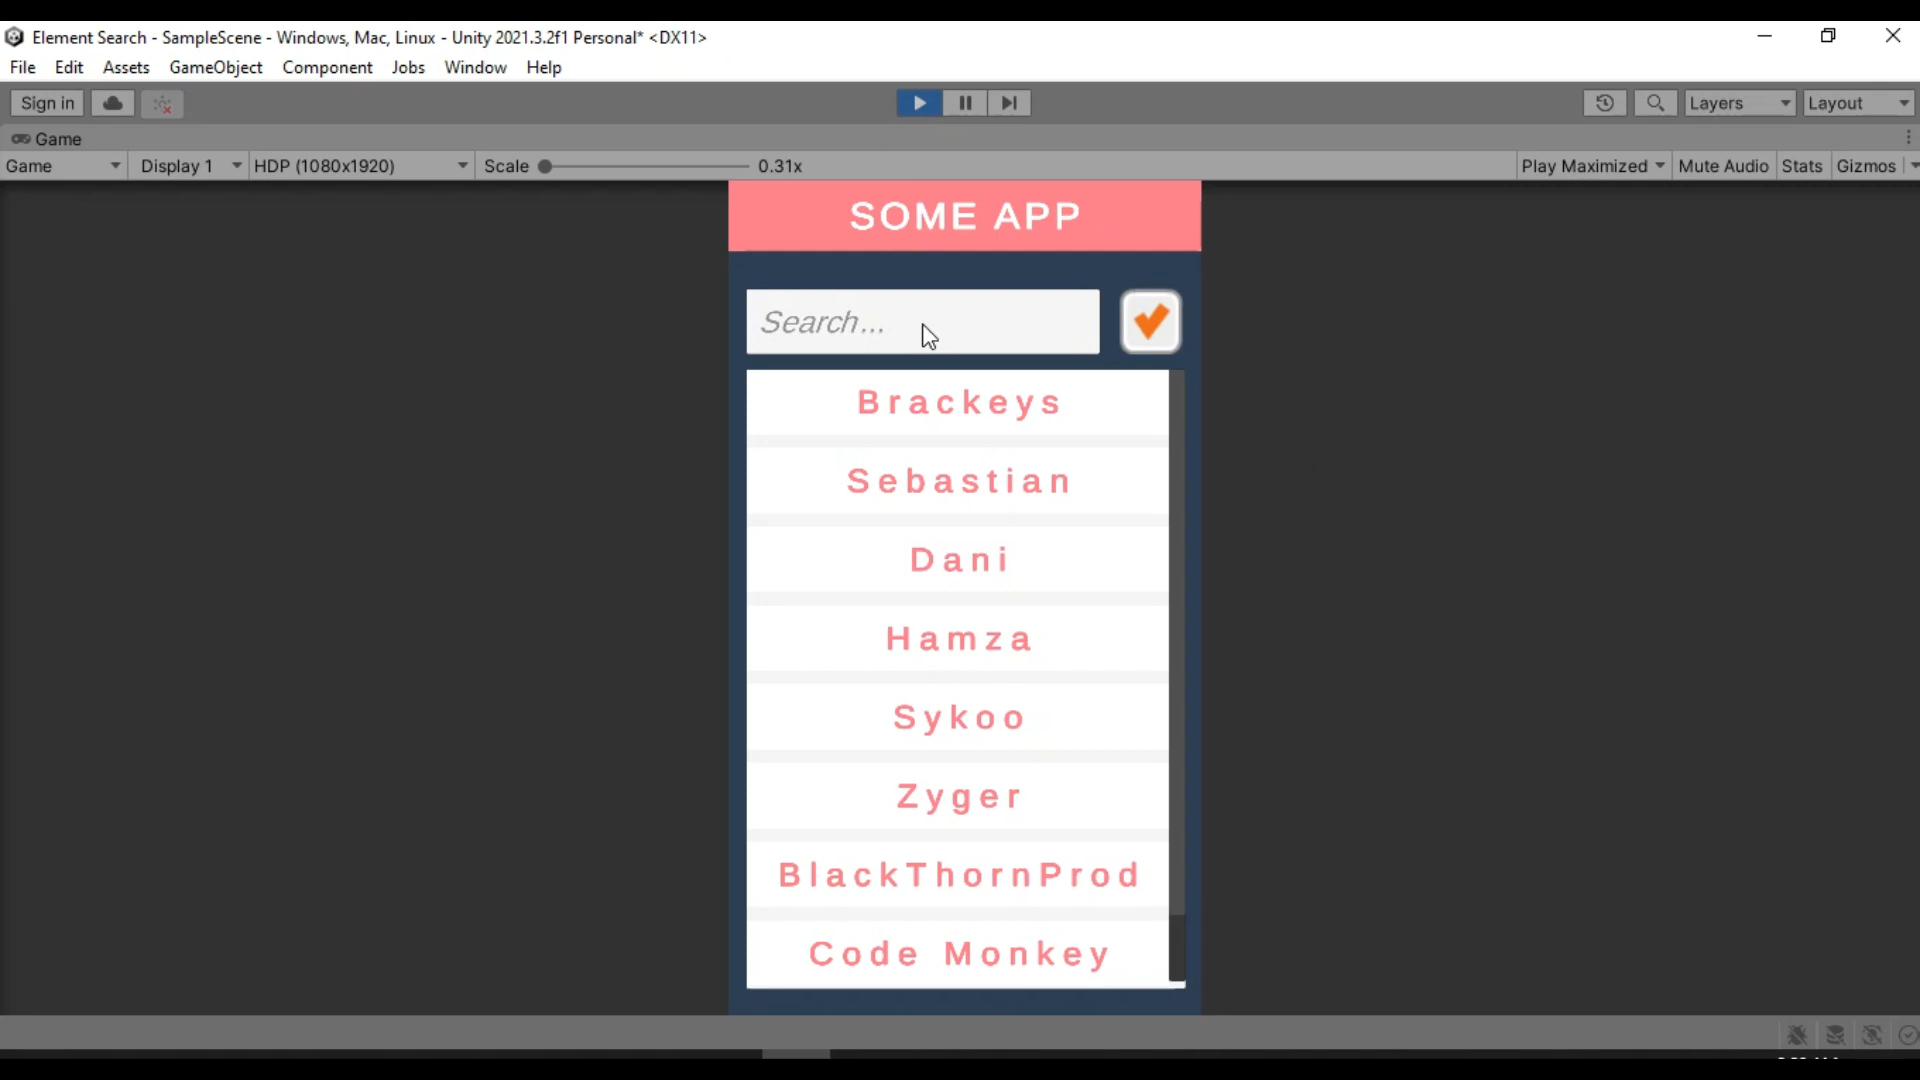 Element Search - SampleScene - Windows, Mac, Linux - Unity 2021.3.2f1 Personal* <DX11>
File Edit Assets GameObject Component Jobs Window Help
Sign in Layers Layout
Game
Game Display 1 HDP (1080x1920) Scale 0.31x Play Maximized Mute Audio Stats Gizmos
SOME APP
Search...
Brackeys
Sebastian
Dani
Hamza
Sykoo
Zyger
BlackThornProd
Code Monkey